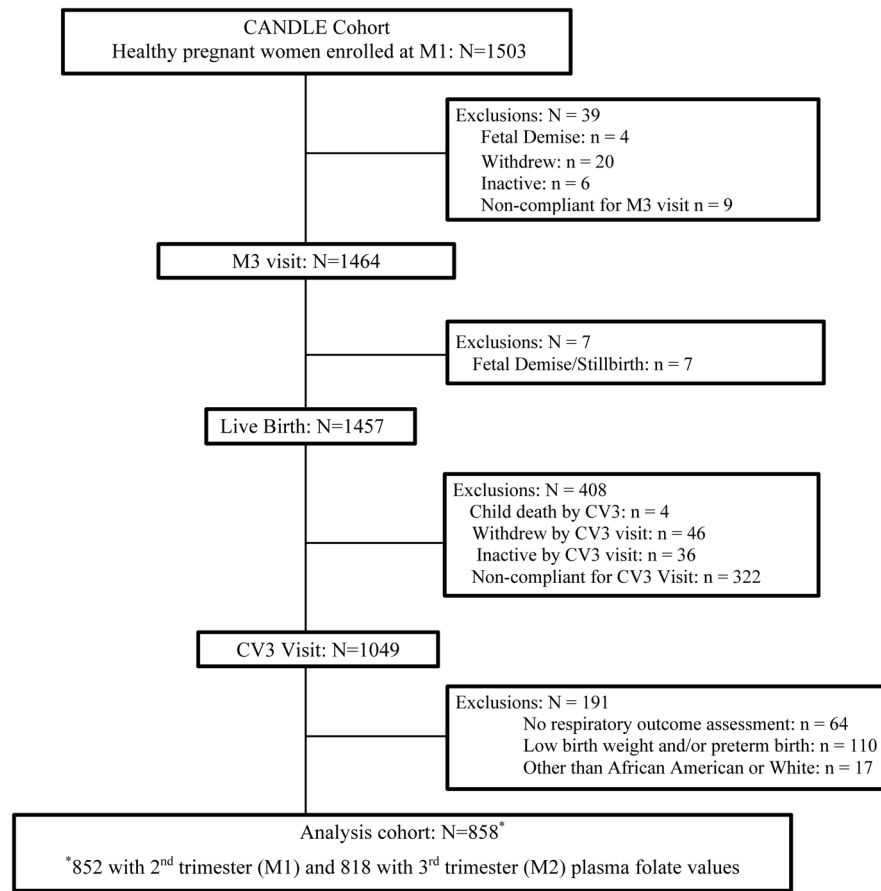 CANDLE Cohort
Healthy pregnant women enrolled at M1: N=1503
Exclusions: N = 39
Fetal Demise: n = 4
Withdrew: n = 20
Inactive: n = 6
Non-compliant for M3 visit n = 9
M3 visit: N=1464
Exclusions: N = 7
Fetal Demise/Stillbirth: n = 7
Live Birth: N=1457
Exclusions: N = 408
Child death by CV3: n = 4
Withdrew by CV3 visit: n = 46
Inactive by CV3 visit: n = 36
Non-compliant for CV3 Visit: n = 322
CV3 Visit: N=1049
Exclusions: N = 191
No respiratory outcome assessment: n = 64
Low birth weight and/or preterm birth: n = 110
Other than African American or White: n = 17
Analysis cohort: N=858*
*852 with 2nd trimester (M1) and 818 with 3rd trimester (M2) plasma folate values